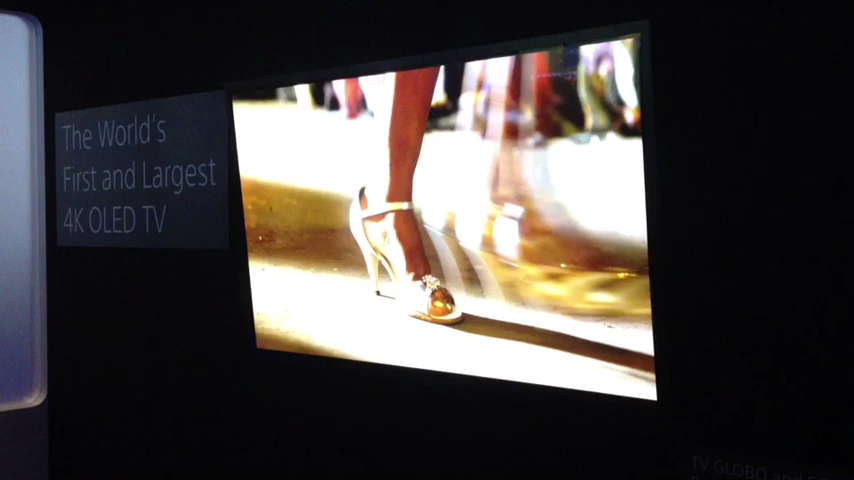 The World's
First and Largest
4K OLED TV
TV GLOBO and